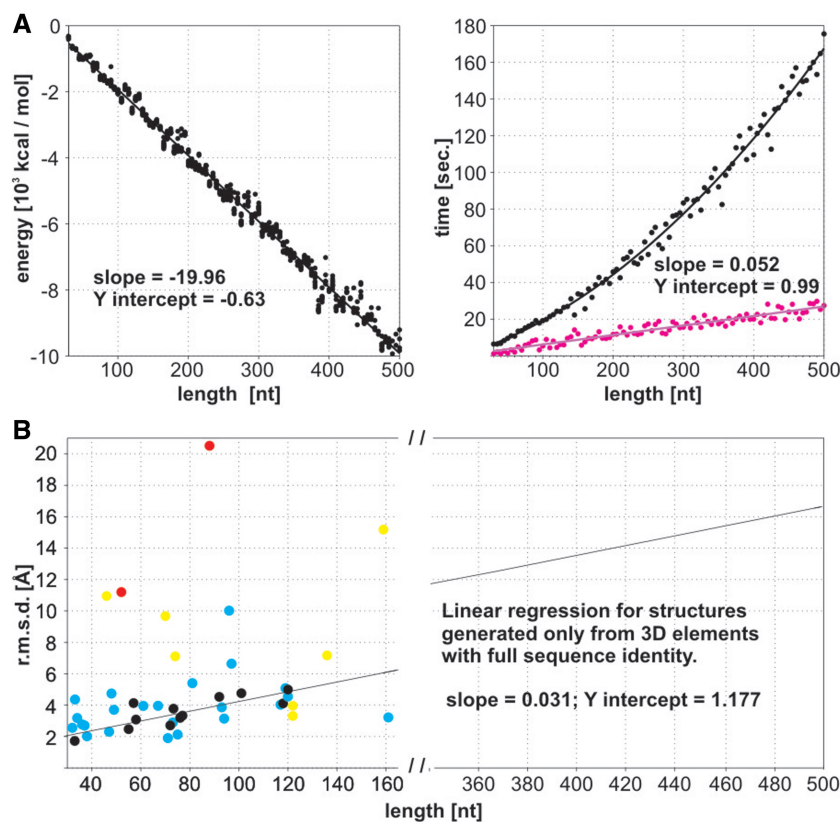 A
energy [10³ kcal / mol]
0
-2
-4
-6
-8
-10
slope = -19.96
Y intercept = -0.63
100 200 300 400 500
length [nt]
time [sec.]
180
160
140
120
100
80
60
40
20
slope = 0.052
Y intercept = 0.99
100 200 300 400 500
length [nt]
B
r.m.s.d. [Å]
20
18
16
14
12
10
8
6
4
2
//
//
Linear regression for structures
generated only from 3D elements
with full sequence identity.
slope = 0.031; Y intercept = 1.177
40 60 80 100 120 140 160 360 380 400 420 440 460 480 500
length [nt]